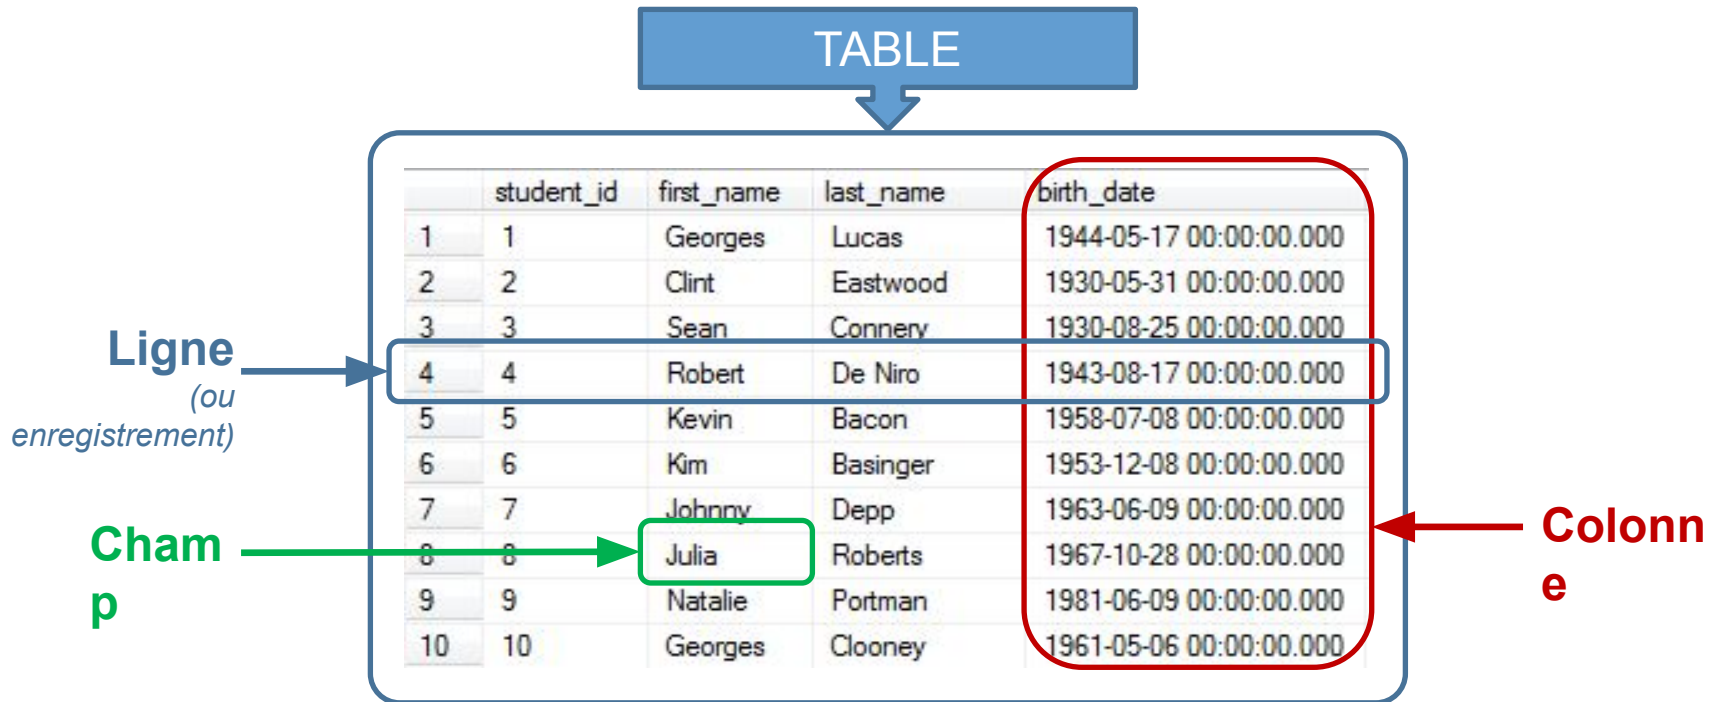 TABLE
student_id first_name last_name birth_date
1 1 Georges Lucas 1944-05-17 00:00:00.000
2 2 Clint Eastwood 1930-05-31 00:00:00.000
3 3 Sean Connery 1930-08-25 00:00:00.000
4 4 Robert De Niro 1943-08-17 00:00:00.000
5 5 Kevin Bacon 1958-07-08 00:00:00.000
6 6 Kim Basinger 1953-12-08 00:00:00.000
7 7 Johnny Depp 1963-06-09 00:00:00.000
8 8 Julia Roberts 1967-10-28 00:00:00.000
9 9 Natalie Portman 1981-06-09 00:00:00.000
10 10 Georges Clooney 1961-05-06 00:00:00.000
Ligne
(ou
enregistrement)
Cham
p
Colonn
e